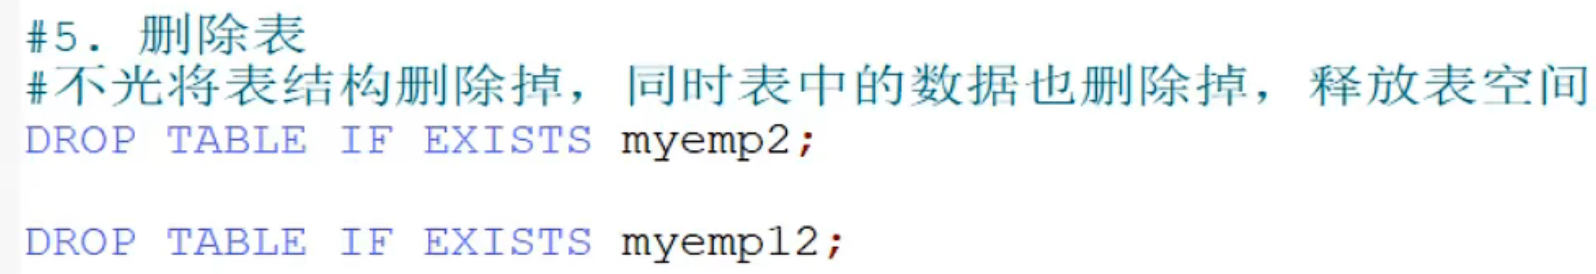 #5. 删除表
#不光将表结构删除掉，同时表中的数据也删除掉，释放表空间
DROP TABLE IF EXISTS myemp2;
DROP TABLE IF EXISTS myemp12;